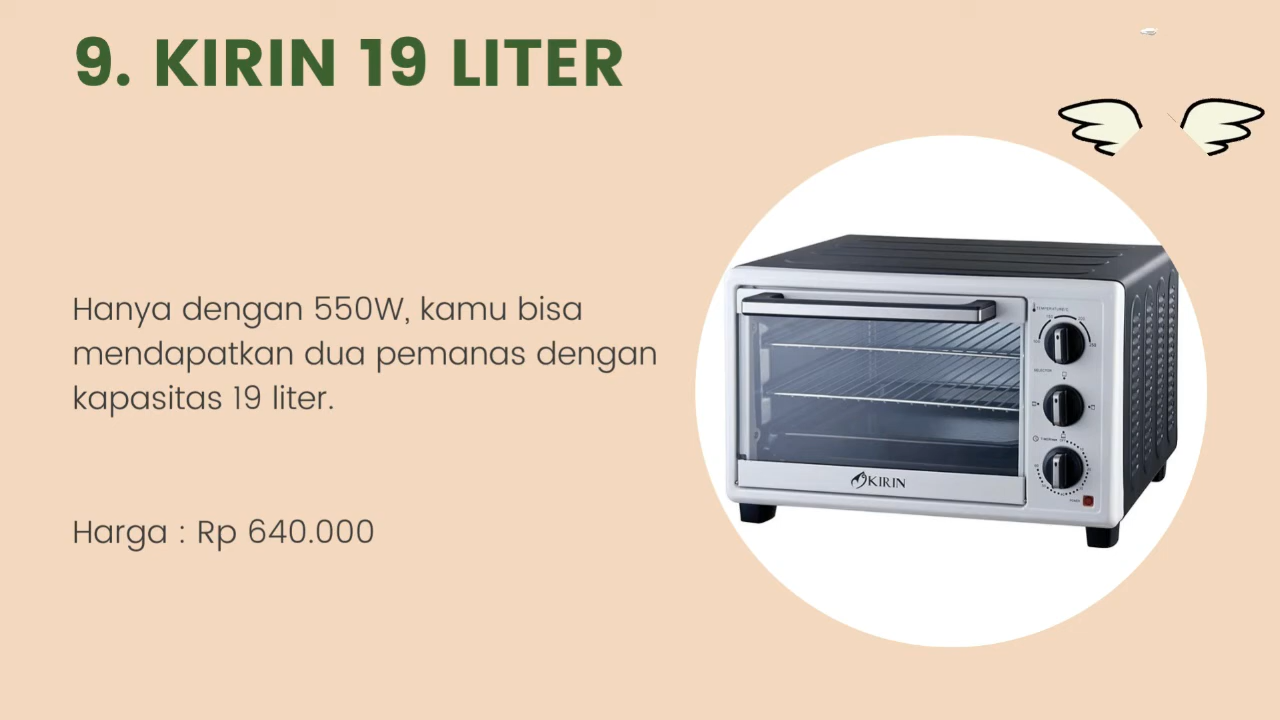 9. KIRIN 19 LITER
Hanya dengan 550W, kamu bisa
mendapatkan dua pemanas dengan
kapasitas 19 liter.
Harga : Rp 640.000
KIRIN